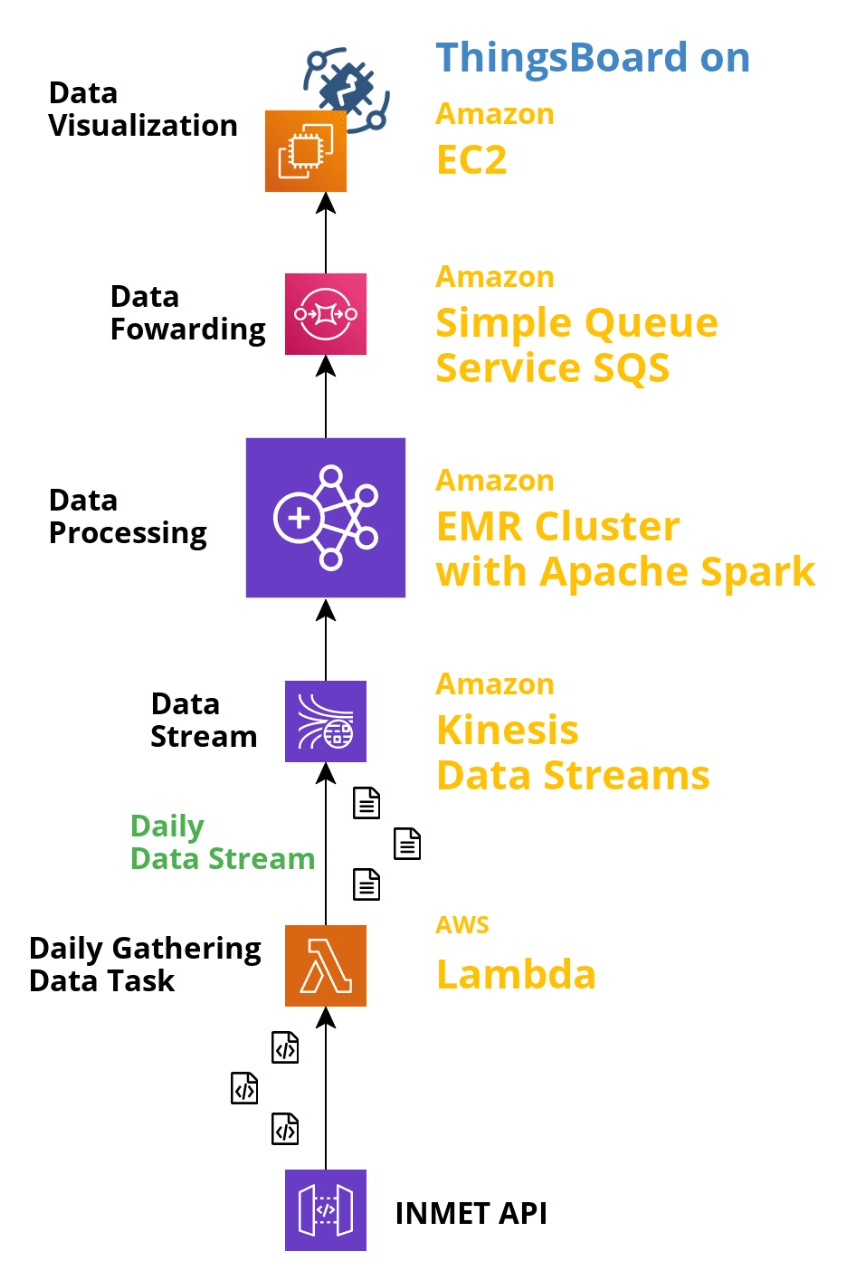 ThingsBoard on
Data
Visualization
Amazon
EC2
Data
Fowarding
Amazon
Simple Queue
Service SQS
Data
Processing
Amazon
EMR Cluster
with Apache Spark
Data
Stream
Amazon
Kinesis
Data Streams
Daily
Data Stream
Daily Gathering
Data Task
AWS
Lambda
INMET API